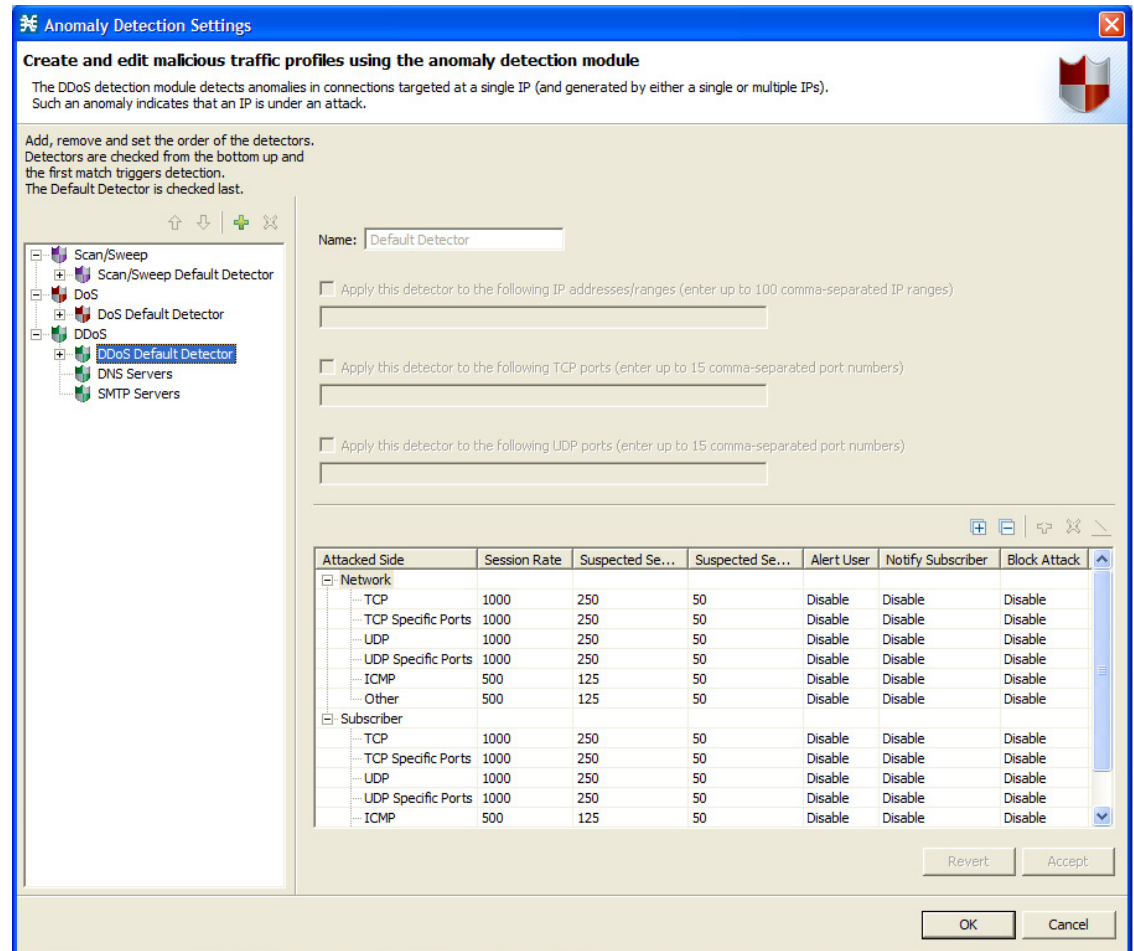 Anomaly Detection Settings
Create and edit malicious traffic profiles using the anomaly detection module
The DDoS detection module detects anomalies in connections targeted at a single IP (and generated by either a single or multiple IPs).
Such an anomaly indicates that an IP is under an attack.
Add, remove and set the order of the detectors.
Detectors are checked from the bottom up and
the first match triggers detection.
The Default Detector is checked last.
Scan/Sweep
Scan/Sweep Default Detector
DoS
DoS Default Detector
DDoS
DDoS Default Detector
DNS Servers
SMTP Servers
Name: Default Detector
Apply this detector to the following IP addresses/ranges (enter up to 100 comma-separated IP ranges)
Apply this detector to the following TCP ports (enter up to 15 comma-separated port numbers)
Apply this detector to the following UDP ports (enter up to 15 comma-separated port numbers)
Attacked Side Session Rate Suspected Se... Suspected Se... Alert User Notify Subscriber Block Attack
Network
TCP 1000 250 50 Disable Disable Disable
TCP Specific Ports 1000 250 50 Disable Disable Disable
UDP 1000 250 50 Disable Disable Disable
UDP Specific Ports 1000 250 50 Disable Disable Disable
ICMP 500 125 50 Disable Disable Disable
Other 500 125 50 Disable Disable Disable
Subscriber
TCP 1000 250 50 Disable Disable Disable
TCP Specific Ports 1000 250 50 Disable Disable Disable
UDP 1000 250 50 Disable Disable Disable
UDP Specific Ports 1000 250 50 Disable Disable Disable
ICMP 500 125 50 Disable Disable Disable
Revert Accept
OK Cancel